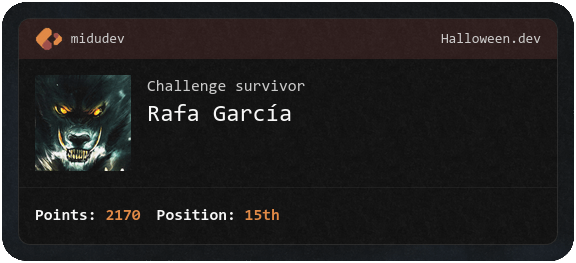 midudev
Halloween.dev
Challenge survivor
Rafa García
Points: 2170 Position: 15th